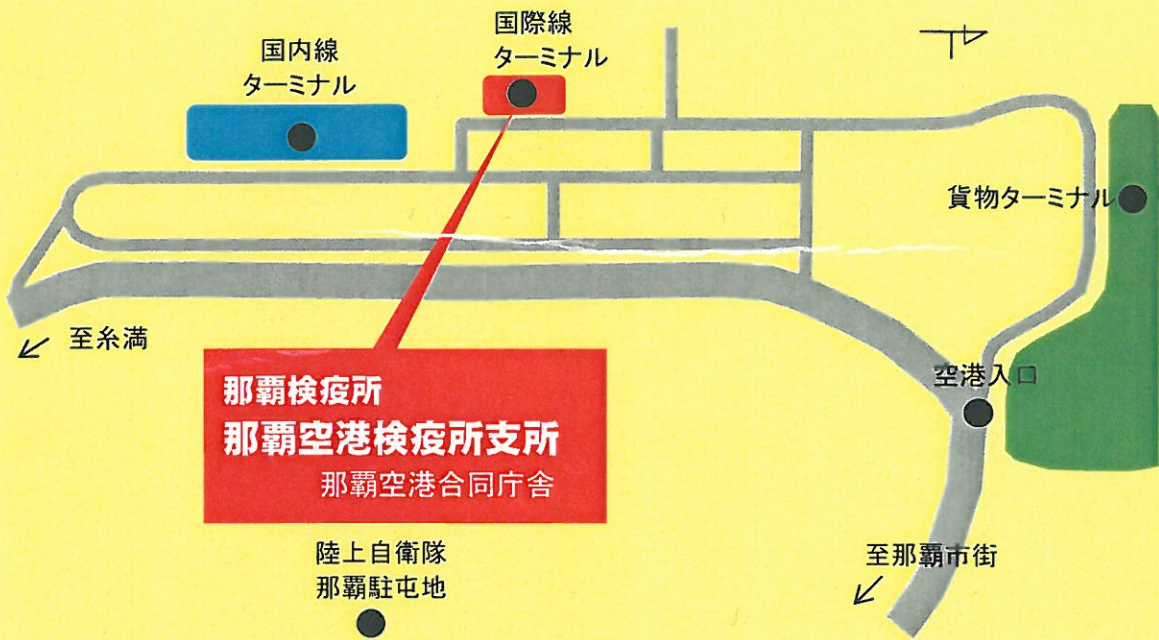 国際線
ターミナル
国内線
ターミナル
貨物ターミナル
至糸満
空港入口
那覇検疫所
那覇空港検疫所支所
那覇空港合同庁舎
陸上自衛隊
那覇駐屯地
至那覇市街